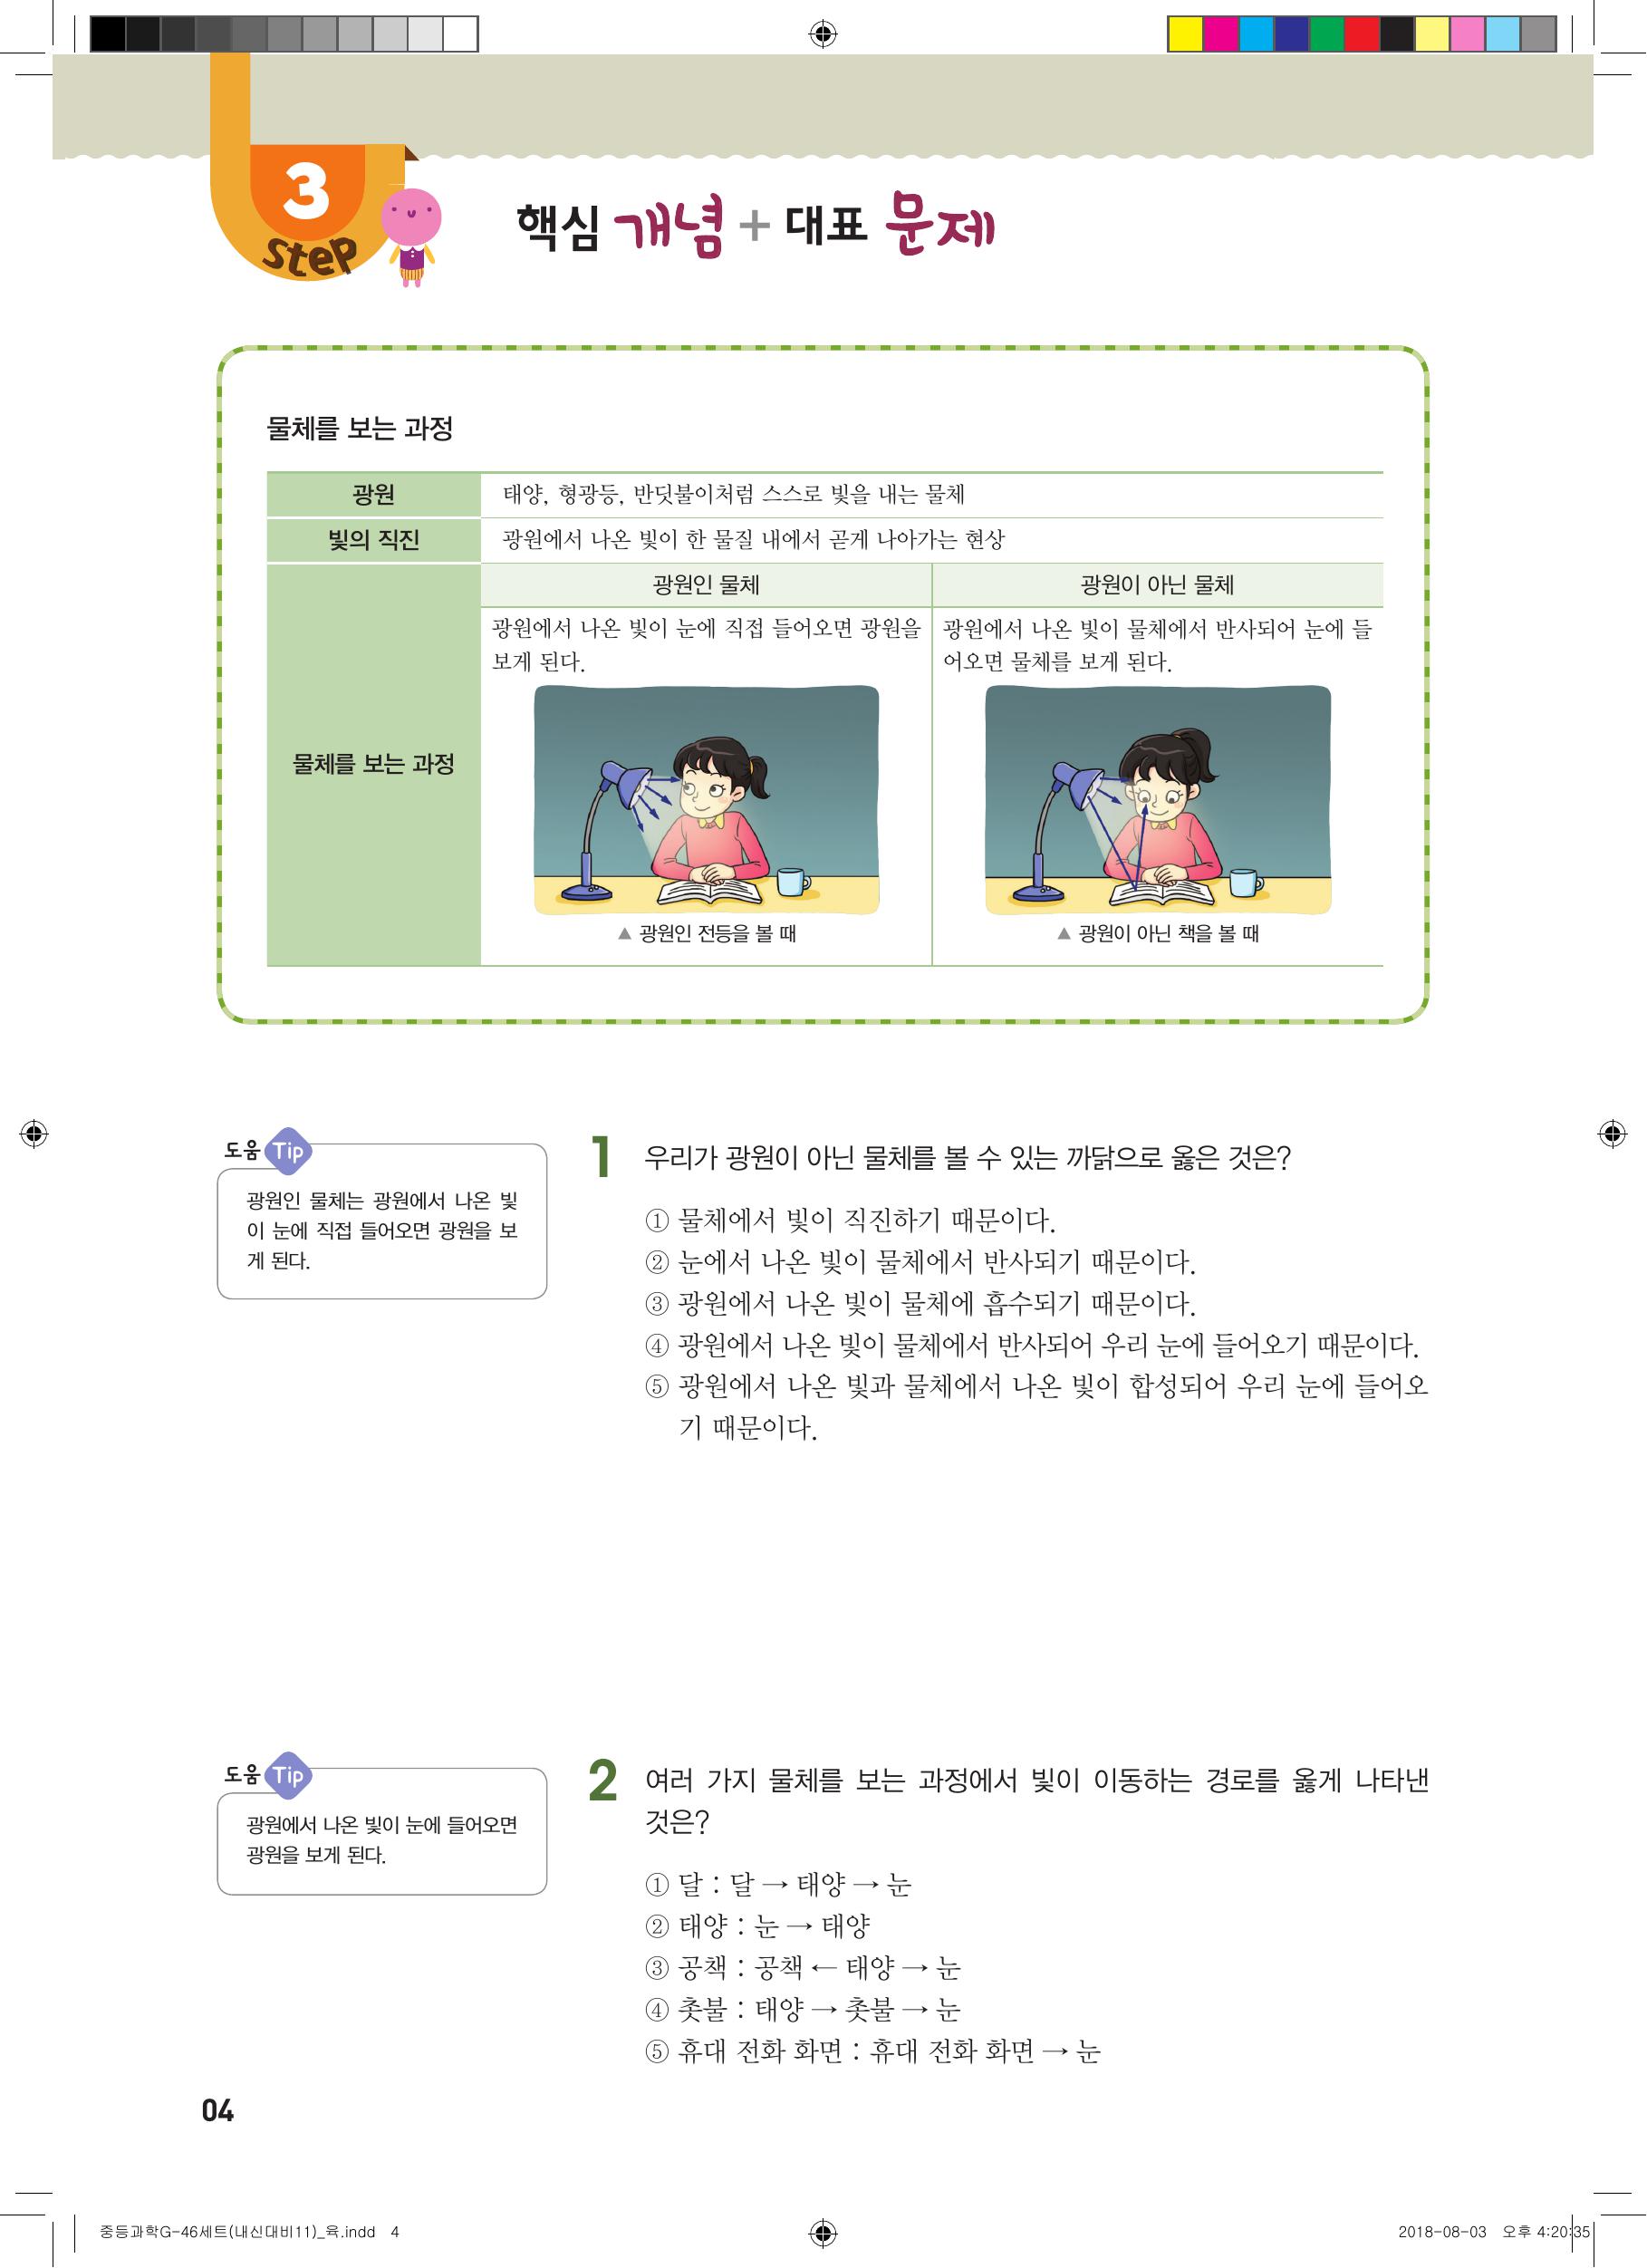 3
step
핵심 개념 + 대표 문제
물체를 보는 과정
광원
태양, 형광등, 반딧불이처럼 스스로 빛을 내는 물체
빛의 직진
광원에서 나온 빛이 한 물질 내에서 곧게 나아가는 현상
물체를 보는 과정
광원인 물체
광원에서 나온 빛이 눈에 직접 들어오면 광원을
보게 된다.
▲ 광원인 전등을 볼 때
광원이 아닌 물체
광원에서 나온 빛이 물체에서 반사되어 눈에 들
어오면 물체를 보게 된다.
▲ 광원이 아닌 책을 볼 때
도움 Tip
광원인 물체는 광원에서 나온 빛
이 눈에 직접 들어오면 광원을 보
게 된다.
1 우리가 광원이 아닌 물체를 볼 수 있는 까닭으로 옳은 것은?
① 물체에서 빛이 직진하기 때문이다.
② 눈에서 나온 빛이 물체에서 반사되기 때문이다.
③ 광원에서 나온 빛이 물체에 흡수되기 때문이다.
④ 광원에서 나온 빛이 물체에서 반사되어 우리 눈에 들어오기 때문이다.
⑤ 광원에서 나온 빛과 물체에서 나온 빛이 합성되어 우리 눈에 들어오
기 때문이다.
도움 Tip
광원에서 나온 빛이 눈에 들어오면
광원을 보게 된다.
2 여러 가지 물체를 보는 과정에서 빛이 이동하는 경로를 옳게 나타낸
것은?
① 달 : 달 → 태양 → 눈
② 태양 : 눈 → 태양
③ 공책 : 공책 ← 태양 → 눈
④ 촛불 : 태양 → 촛불 → 눈
⑤ 휴대 전화 화면 : 휴대 전화 화면 → 눈
04
중등과학G-46세트(내신대비11)_육.indd 4
2018-08-03 오후 4:20:35